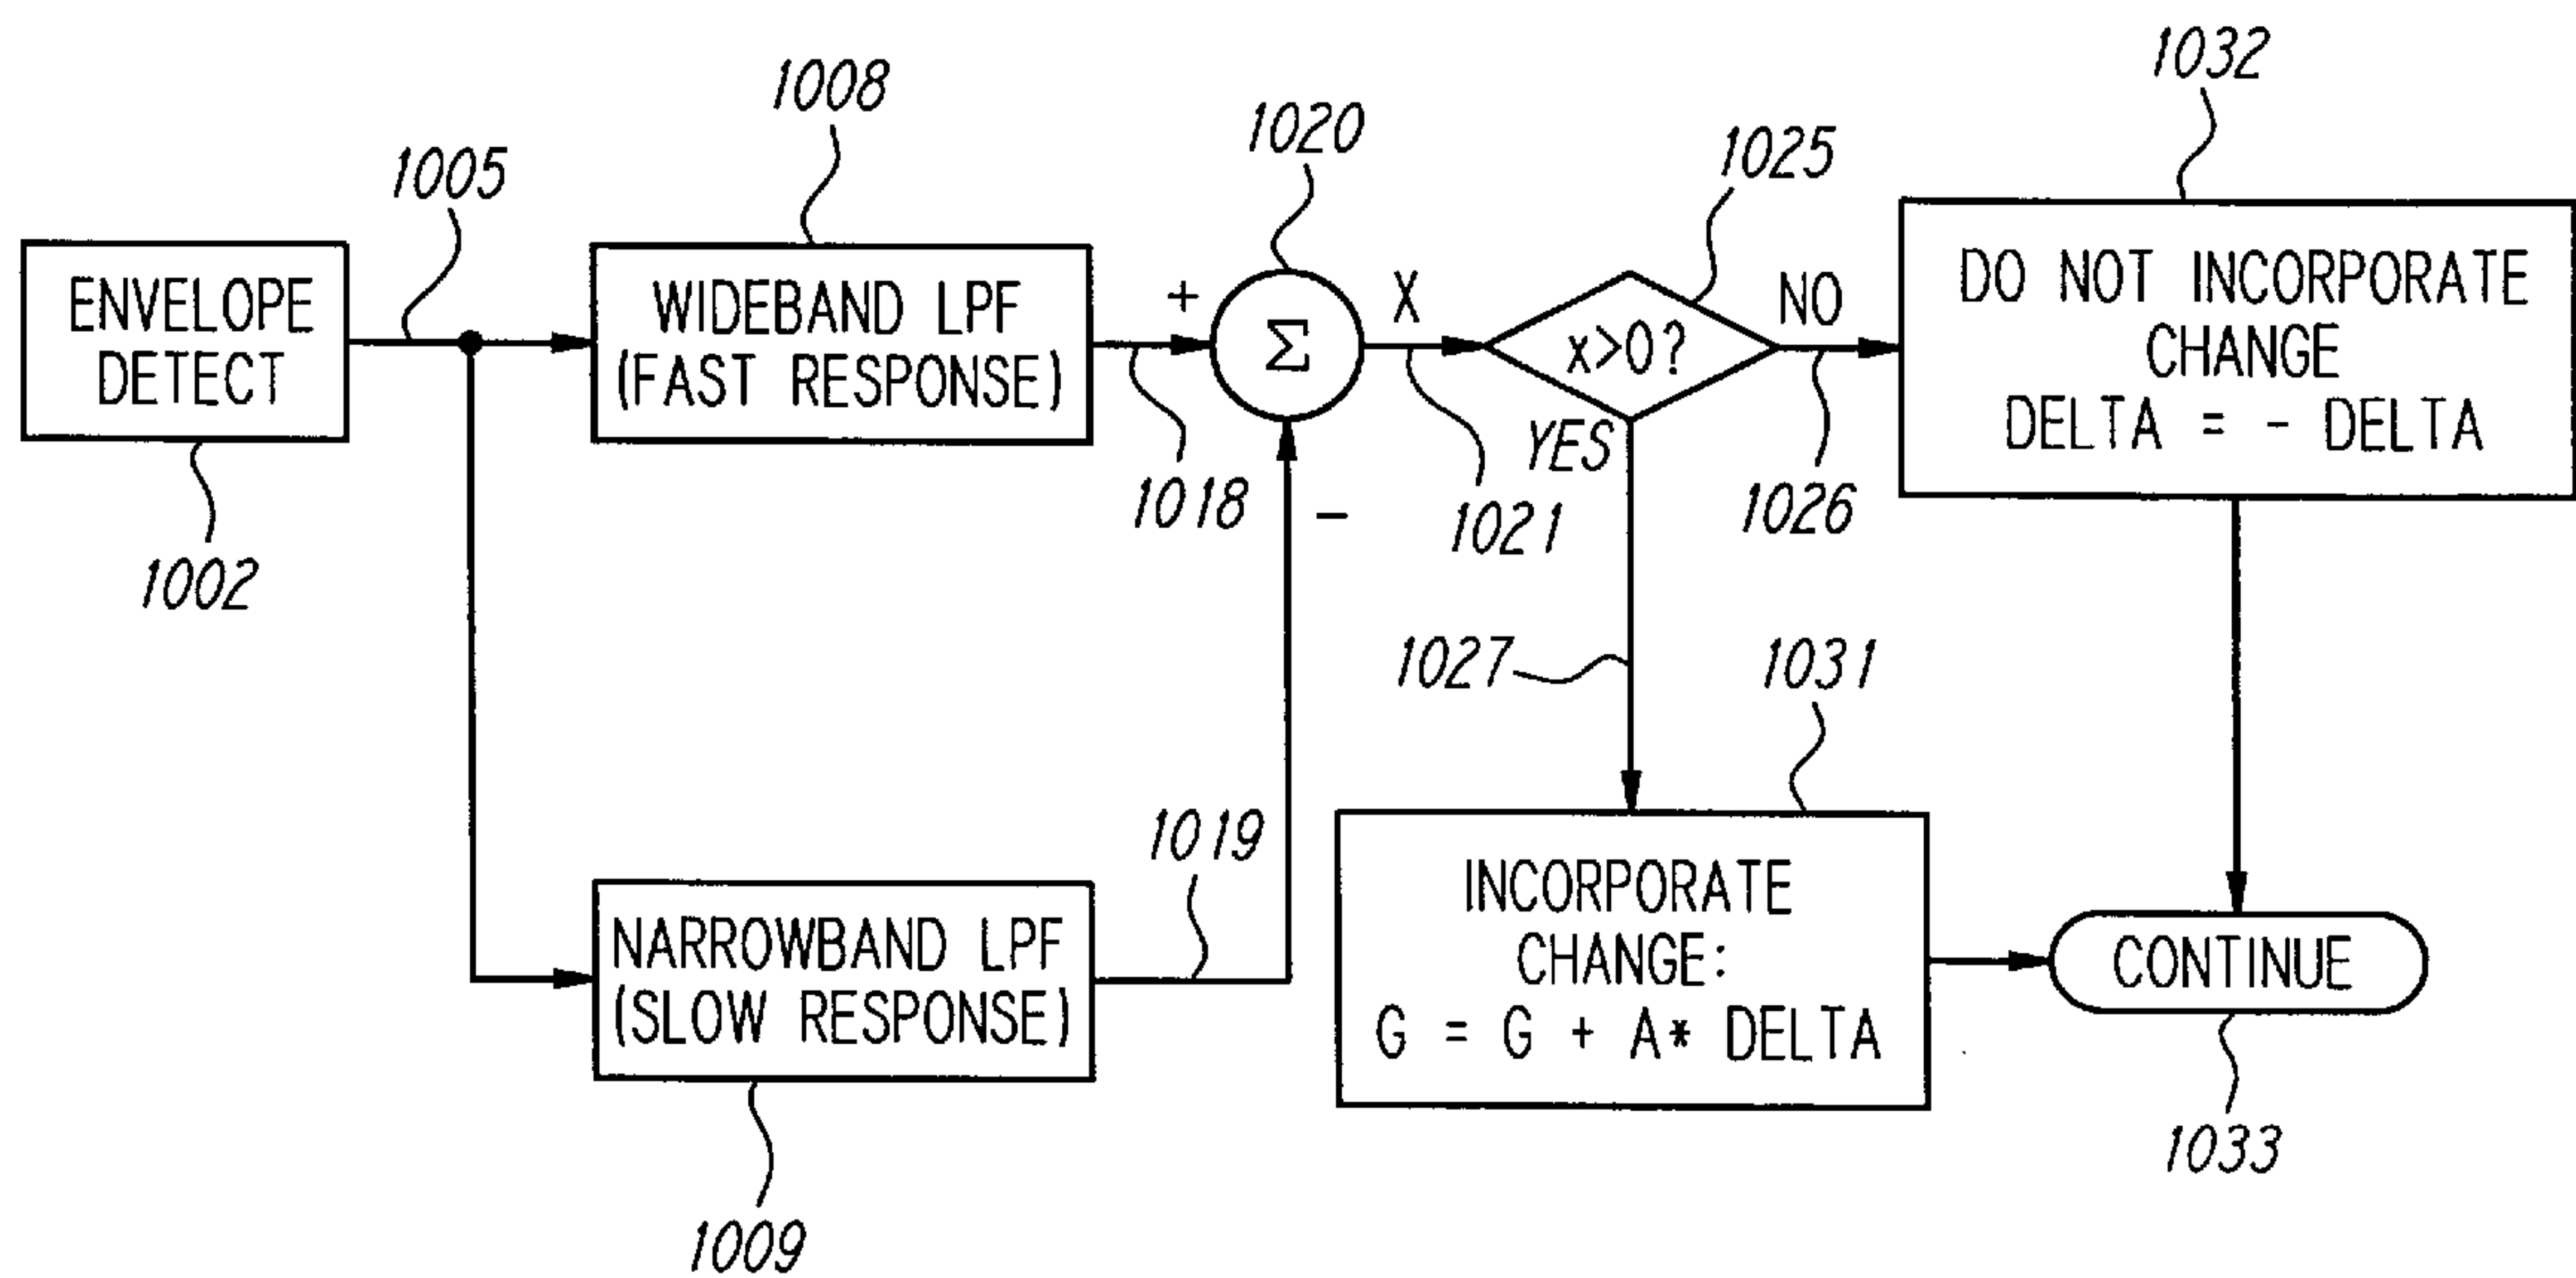 1032
1008
1020
1025
1005
ENVELOPE
DETECT
WIDEBAND LPF
(FAST RESPONSE)
+
Σ
X
x>0?
NO
DO NOT INCORPORATE
CHANGE
DELTA = - DELTA
YES
1018
-
1021
1026
1002
1027
1031
1019
NARROWBAND LPF
(SLOW RESPONSE)
INCORPORATE
CHANGE:
G = G + A* DELTA
CONTINUE
1033
1009